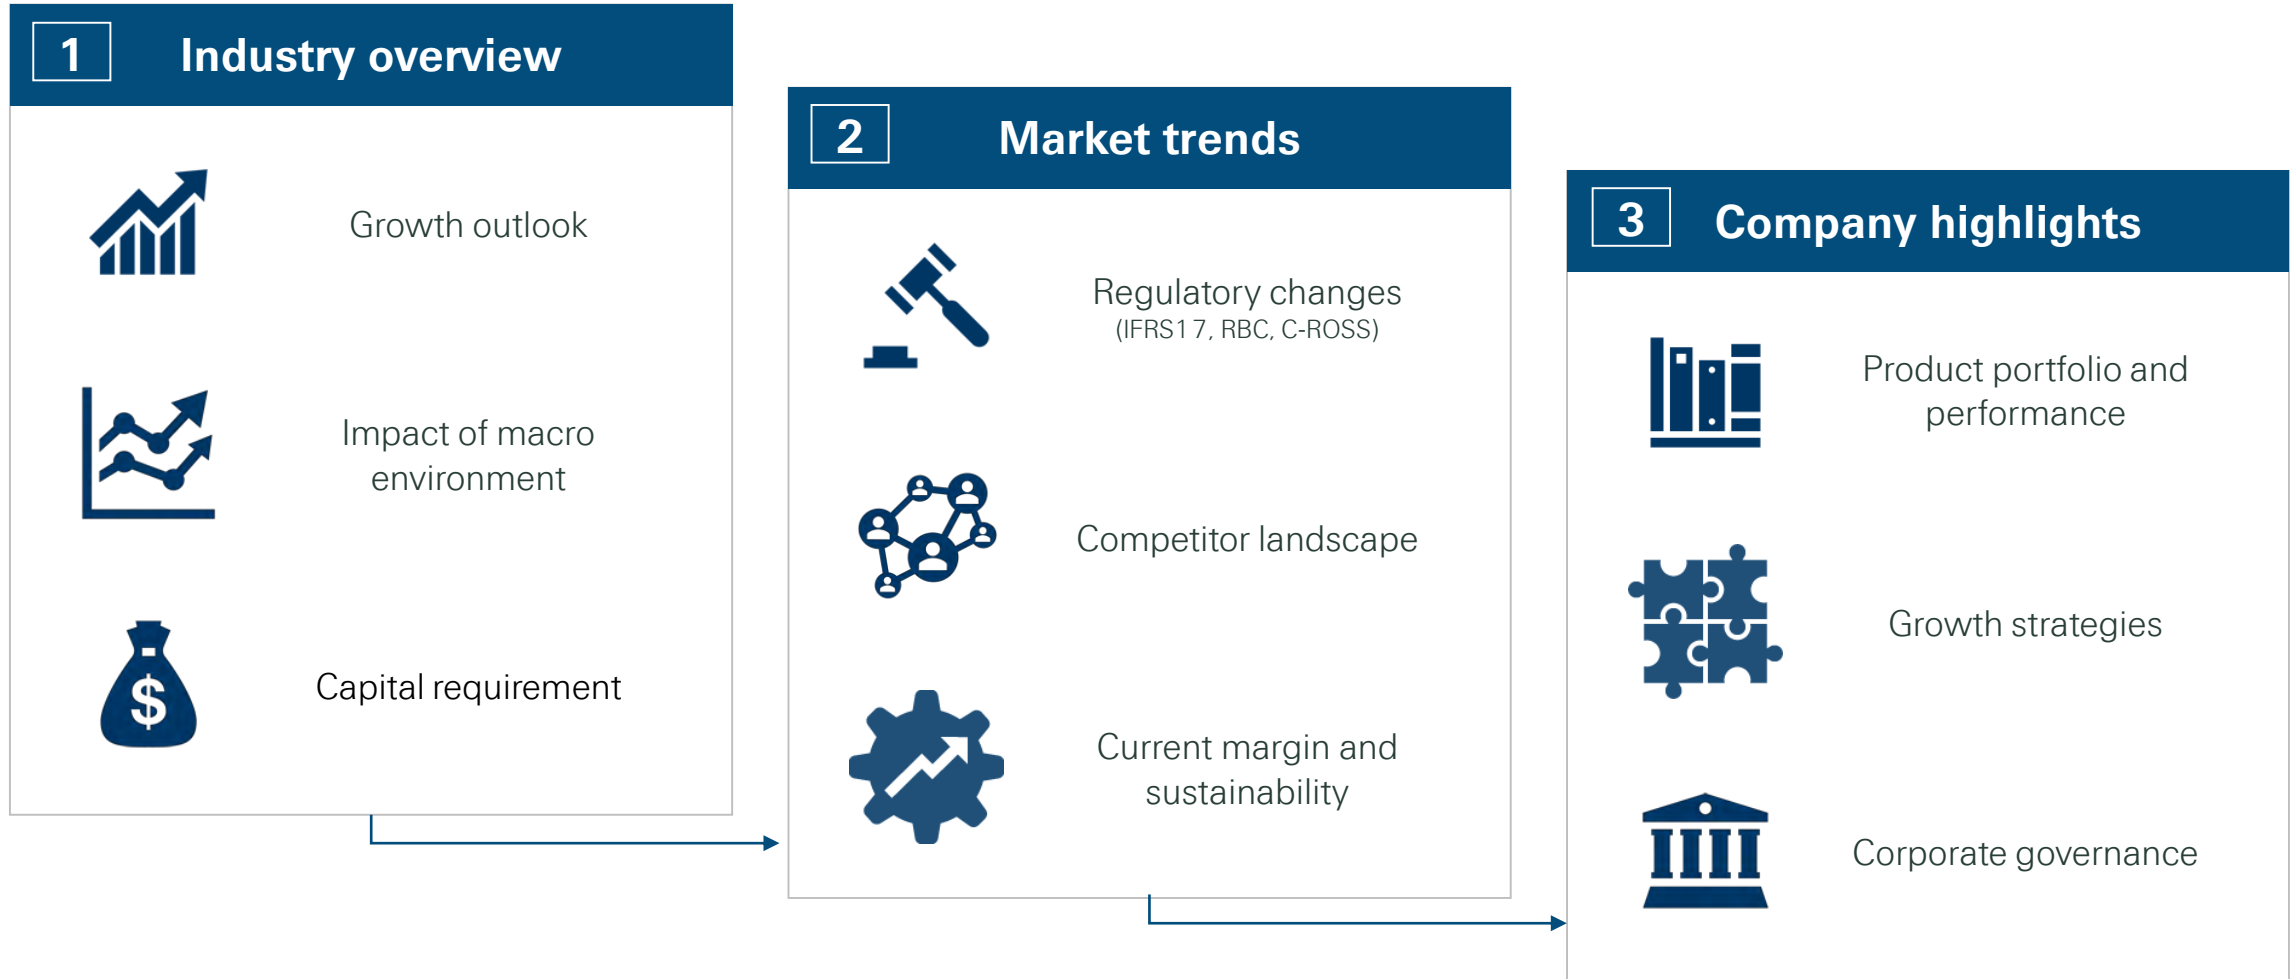 1 Industry overview
Growth outlook
Impact of macro
environment
$
Capital requirement
2 Market trends
Regulatory changes
(IFRS17, RBC, C-ROSS)
Competitor landscape
Current margin and
sustainability
3 Company highlights
Product portfolio and
performance
Growth strategies
Corporate governance